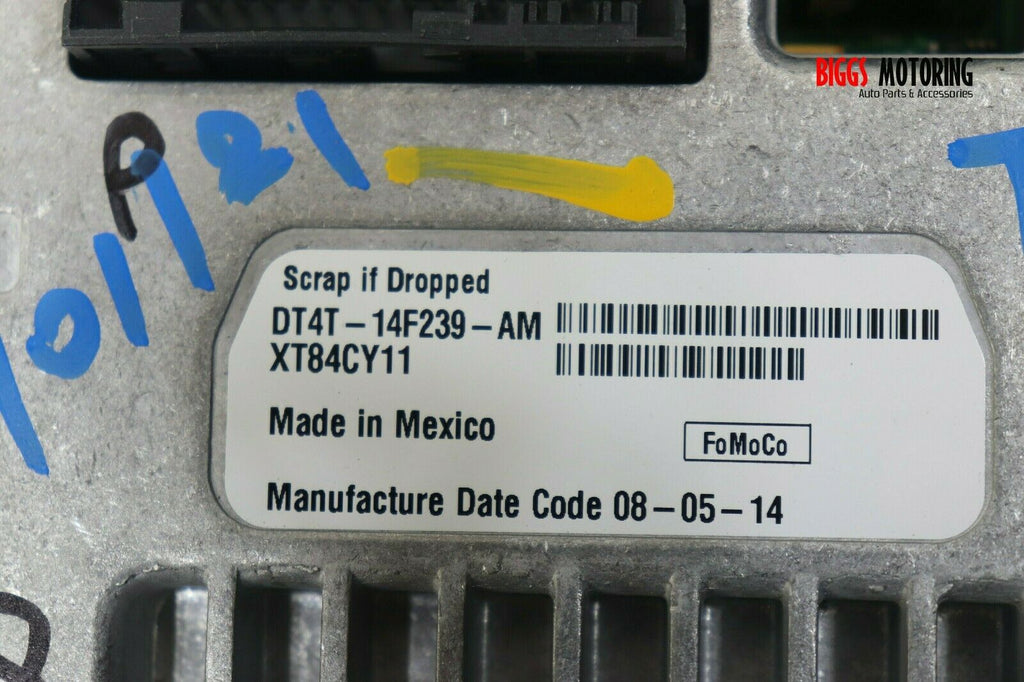 BIGGS MOTORING
Auto Parts & Accessories
P
Scrap if Dropped
DT4T-14F239-AM
XT84CY11
Made in Mexico
FoMoCo
Manufacture Date Code 08-05-14